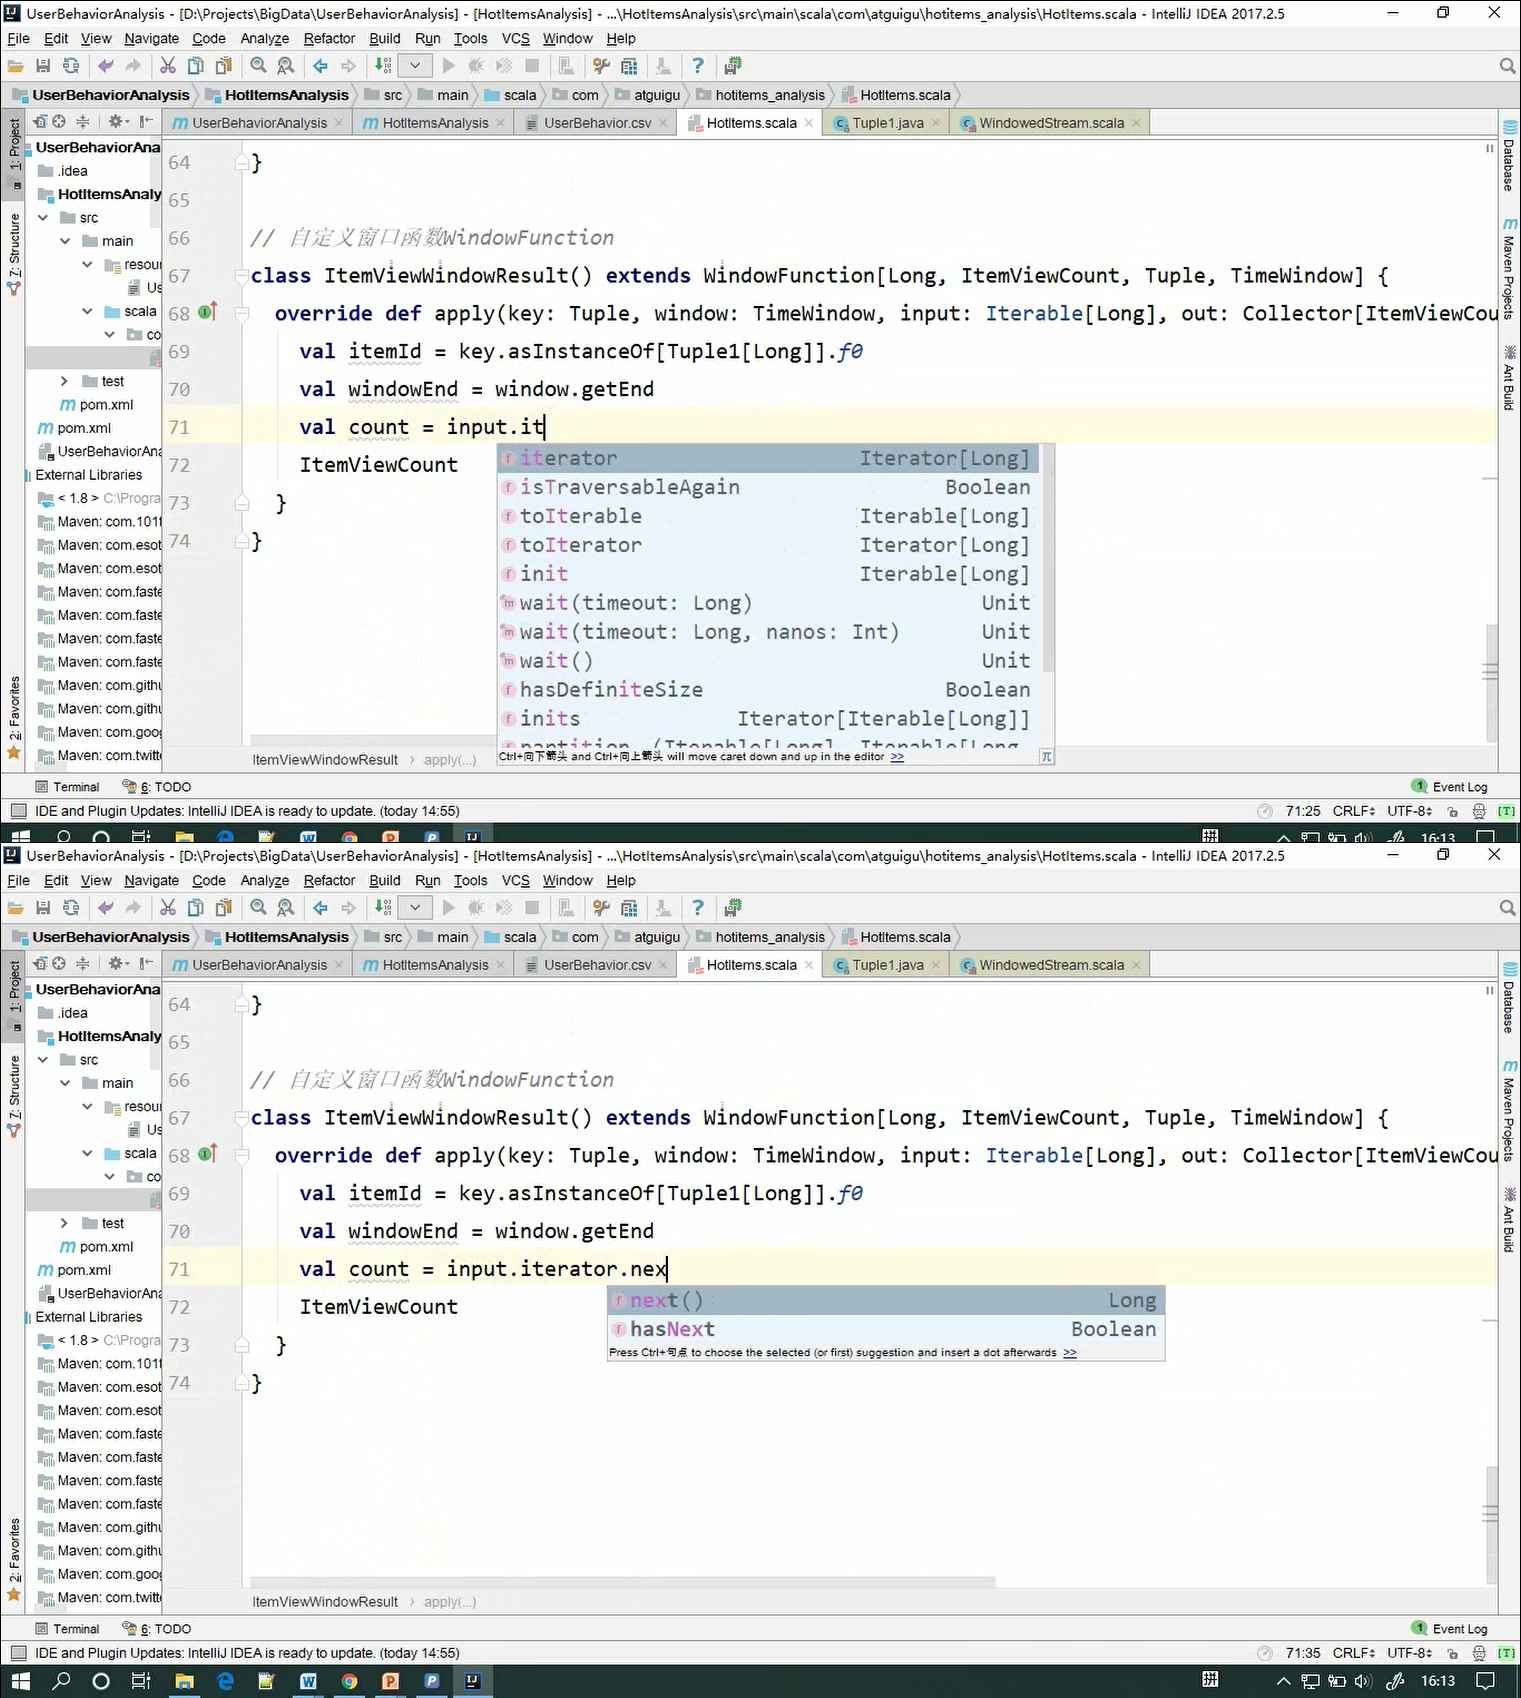 UserBehaviorAnalysis - [D:\Projects\BigData\UserBehaviorAnalysis] - [HotItemsAnalysis] - ...\HotItemsAnalysis\src\main\scala\com\atguigu\hotitems_analysis\HotItems.scala - IntelliJ IDEA 2017.2.5
File Edit View Navigate Code Analyze Refactor Build Run Tools VCS Window Help
UserBehaviorAnalysis HotItemsAnalysis src main scala com atguigu hotitems_analysis HotItems.scala
UserBehaviorAnalysis HotItemsAnalysis UserBehavior.csv HotItems.scala Tuple1.java WindowedStream.scala
1: Project
7: Structure
2: Favorites
Database
Maven Projects
Ant Build
UserBehaviorAna
.idea
HotItemsAnaly
src
main
resou
Us
scala
co
test
pom.xml
pom.xml
UserBehaviorAna
External Libraries
< 1.8 > C:\Progra
Maven: com.101t
Maven: com.esot
Maven: com.esot
Maven: com.faste
Maven: com.faste
Maven: com.faste
Maven: com.faste
Maven: com.githu
Maven: com.githu
Maven: com.goog
Maven: com.twitte
64 }
65
66 // 自定义窗口函数WindowFunction
67 class ItemViewWindowResult() extends WindowFunction[Long, ItemViewCount, Tuple, TimeWindow] {
68 override def apply(key: Tuple, window: TimeWindow, input: Iterable[Long], out: Collector[ItemViewCou
69 val itemId = key.asInstanceOf[Tuple1[Long]].f0
70 val windowEnd = window.getEnd
71 val count = input.it
72 ItemViewCount
73 }
74 }
iterator Iterator[Long]
isTraversableAgain Boolean
toIterable Iterable[Long]
toIterator Iterator[Long]
init Iterable[Long]
wait(timeout: Long) Unit
wait(timeout: Long, nanos: Int) Unit
wait() Unit
hasDefiniteSize Boolean
inits Iterator[Iterable[Long]]
partition (Iterable[Long], Iterable[Long
Ctrl+向下箭头 and Ctrl+向上箭头 will move caret down and up in the editor >>
ItemViewWindowResult apply(...)
Terminal 6: TODO 1 Event Log
IDE and Plugin Updates: IntelliJ IDEA is ready to update. (today 14:55) 71:25 CRLF UTF-8 [T]
拼 16:13
UserBehaviorAnalysis - [D:\Projects\BigData\UserBehaviorAnalysis] - [HotItemsAnalysis] - ...\HotItemsAnalysis\src\main\scala\com\atguigu\hotitems_analysis\HotItems.scala - IntelliJ IDEA 2017.2.5
File Edit View Navigate Code Analyze Refactor Build Run Tools VCS Window Help
UserBehaviorAnalysis HotItemsAnalysis src main scala com atguigu hotitems_analysis HotItems.scala
UserBehaviorAnalysis HotItemsAnalysis UserBehavior.csv HotItems.scala Tuple1.java WindowedStream.scala
1: Project
7: Structure
2: Favorites
Database
Maven Projects
Ant Build
UserBehaviorAna
.idea
HotItemsAnaly
src
main
resou
Us
scala
co
test
pom.xml
pom.xml
UserBehaviorAna
External Libraries
< 1.8 > C:\Progra
Maven: com.101t
Maven: com.esot
Maven: com.esot
Maven: com.faste
Maven: com.faste
Maven: com.faste
Maven: com.faste
Maven: com.githu
Maven: com.githu
Maven: com.goog
Maven: com.twitte
64 }
65
66 // 自定义窗口函数WindowFunction
67 class ItemViewWindowResult() extends WindowFunction[Long, ItemViewCount, Tuple, TimeWindow] {
68 override def apply(key: Tuple, window: TimeWindow, input: Iterable[Long], out: Collector[ItemViewCou
69 val itemId = key.asInstanceOf[Tuple1[Long]].f0
70 val windowEnd = window.getEnd
71 val count = input.iterator.nex
72 ItemViewCount
73 }
74 }
next() Long
hasNext Boolean
Press Ctrl+句点 to choose the selected (or first) suggestion and insert a dot afterwards >>
ItemViewWindowResult apply(...)
Terminal 6: TODO 1 Event Log
IDE and Plugin Updates: IntelliJ IDEA is ready to update. (today 14:55) 71:35 CRLF UTF-8 [T]
拼 16:13